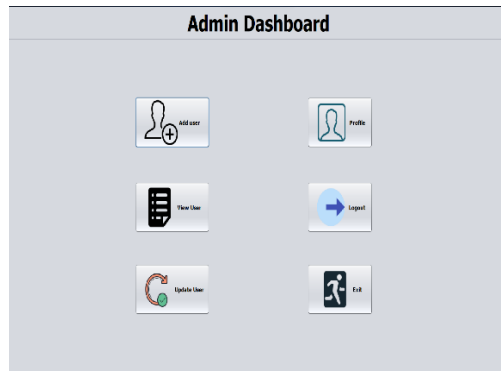 Admin Dashboard
Add user
Profile
View User
Logout
Update User
Exit